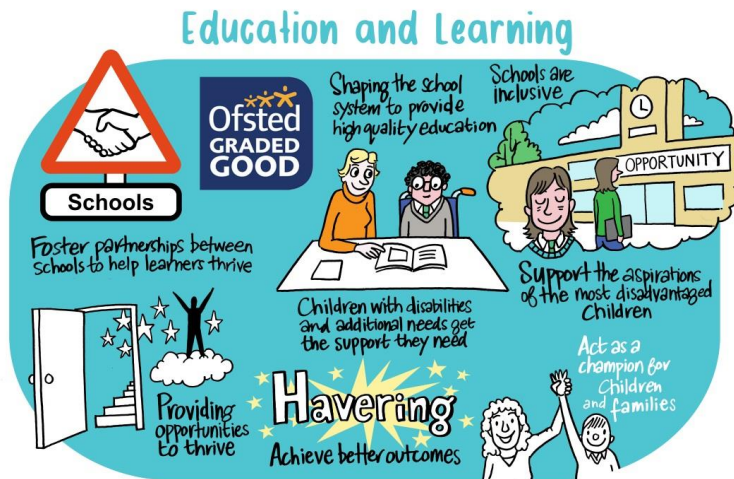 Education and Learning
Schools
Ofsted
GRADED
GOOD
Shaping the school
system to provide
high quality education
Schools are
inclusive
OPPORTUNITY
Foster partnerships between
schools to help learners thrive
Children with disabilities
and additional needs get
the support they need
Support the aspirations
of the most disadvantaged
Children
Providing
opportunities
to thrive
Havering
Achieve better outcomes
Act as a
champion for
Children
and families